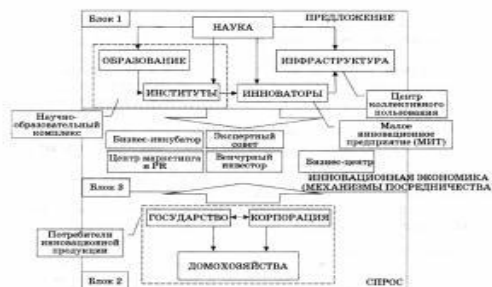 Блок 1
ПРЕДЛОЖЕНИЕ
НАУКА
ОБРАЗОВАНИЕ
ИНФРАСТРУКТУРА
ИНСТИТУТЫ
ИННОВАТОРЫ
Центр
коллективного
пользования
Научно-
образовательный
комплекс
Малое
инновационное
предприятие (МИП)
Бизнес-инкубатор
Экспертный
совет
Центр маркетинга
и PR
Венчурный
инвестор
Бизнес-центр
ИННОВАЦИОННАЯ ЭКОНОМИКА
(МЕХАНИЗМЫ ПОСРЕДНИЧЕСТВА
Блок 3
ГОСУДАРСТВО
КОРПОРАЦИЯ
Потребители
инновационной
продукции
ДОМОХОЗЯЙСТВА
Блок 2
СПРОС